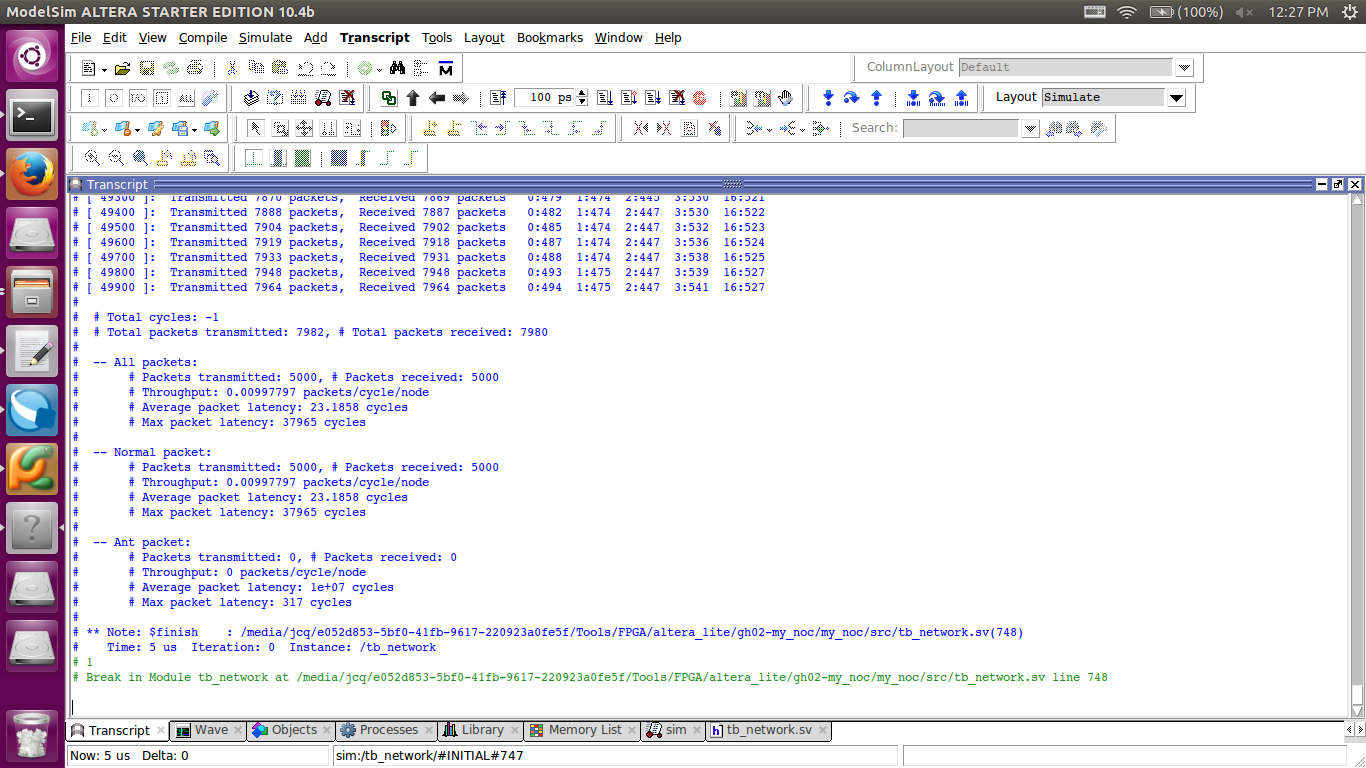 ModelSim ALTERA STARTER EDITION 10.4b
(100%) 12:27 PM
File Edit View Compile Simulate Add Transcript Tools Layout Bookmarks Window Help
ColumnLayout Default
100 ps
Layout Simulate
Search:
Transcript
# [ 49300 ]: Transmitted 7870 packets, Received 7869 packets 0:479 1:474 2:445 3:530 16:521
# [ 49400 ]: Transmitted 7888 packets, Received 7887 packets 0:482 1:474 2:447 3:530 16:522
# [ 49500 ]: Transmitted 7904 packets, Received 7902 packets 0:485 1:474 2:447 3:532 16:523
# [ 49600 ]: Transmitted 7919 packets, Received 7918 packets 0:487 1:474 2:447 3:536 16:524
# [ 49700 ]: Transmitted 7933 packets, Received 7931 packets 0:488 1:474 2:447 3:538 16:525
# [ 49800 ]: Transmitted 7948 packets, Received 7948 packets 0:493 1:475 2:447 3:539 16:527
# [ 49900 ]: Transmitted 7964 packets, Received 7964 packets 0:494 1:475 2:447 3:541 16:527
#
# # Total cycles: -1
# # Total packets transmitted: 7982, # Total packets received: 7980
#
# -- All packets:
# # Packets transmitted: 5000, # Packets received: 5000
# # Throughput: 0.00997797 packets/cycle/node
# # Average packet latency: 23.1858 cycles
# # Max packet latency: 37965 cycles
#
# -- Normal packet:
# # Packets transmitted: 5000, # Packets received: 5000
# # Throughput: 0.00997797 packets/cycle/node
# # Average packet latency: 23.1858 cycles
# # Max packet latency: 37965 cycles
#
# -- Ant packet:
# # Packets transmitted: 0, # Packets received: 0
# # Throughput: 0 packets/cycle/node
# # Average packet latency: 1e+07 cycles
# # Max packet latency: 317 cycles
#
# ** Note: $finish : /media/jcq/e052d853-5bf0-41fb-9617-220923a0fe5f/Tools/FPGA/altera_lite/gh02-my_noc/my_noc/src/tb_network.sv(748)
# Time: 5 us Iteration: 0 Instance: /tb_network
# 1
# Break in Module tb_network at /media/jcq/e052d853-5bf0-41fb-9617-220923a0fe5f/Tools/FPGA/altera_lite/gh02-my_noc/my_noc/src/tb_network.sv line 748
Transcript Wave Objects Processes Library Memory List sim tb_network.sv
Now: 5 us Delta: 0 sim:/tb_network/#INITIAL#747